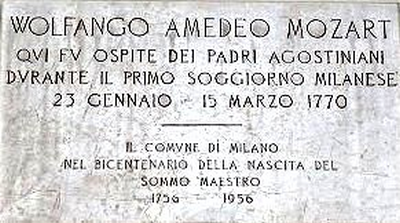 WOLFANGO AMEDEO MOZART
QVI FV OSPITE DEI PADRI AGOSTINIANI
DVRANTE IL PRIMO SOGGIORNO MILANESE
23 GENNAIO - 15 MARZO 1770
IL COMVNE DI MILANO
NEL BICENTENARIO DELLA NASCITA DEL
SOMMO MAESTRO
1756 - 1956